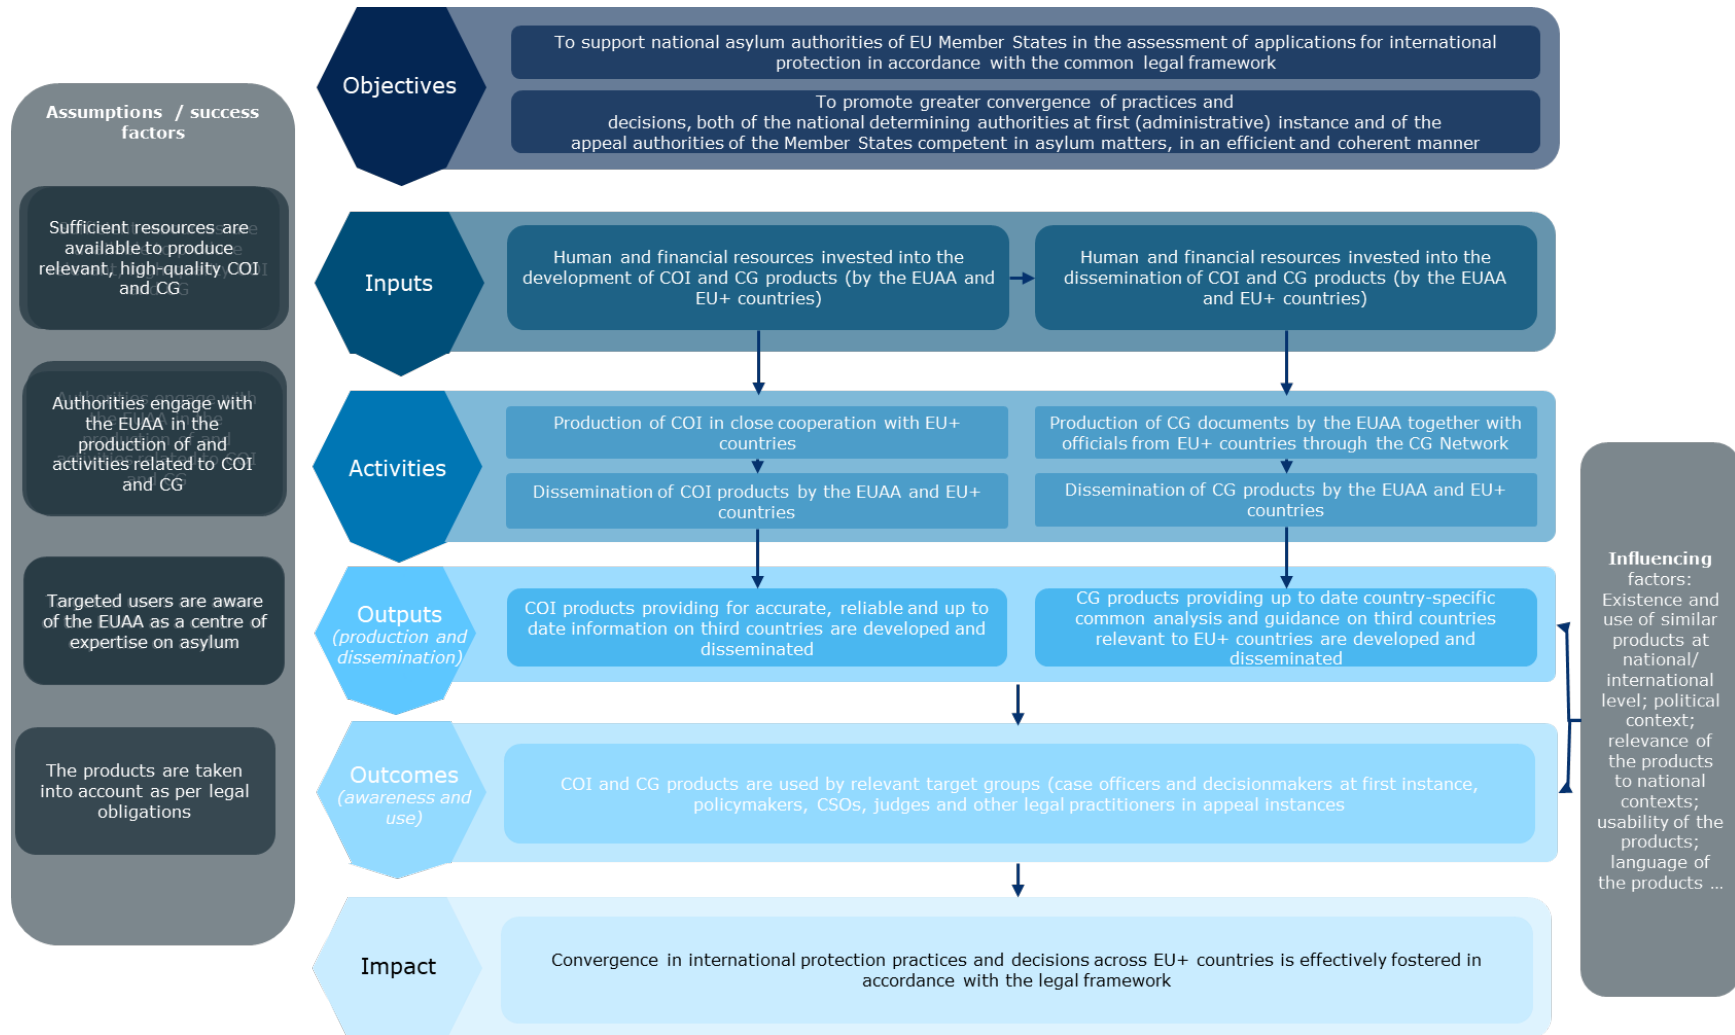 Assumptions / success
factors
Sufficient resources are
available to produce
relevant, high-quality COI
and CG
Authorities engage with
the EUAA in the
production of and
activities related to COI
and CG
Targeted users are aware
of the EUAA as a centre of
expertise on asylum
The products are taken
into account as per legal
obligations
Objectives
To support national asylum authorities of EU Member States in the assessment of applications for international
protection in accordance with the common legal framework
To promote greater convergence of practices and
decisions, both of the national determining authorities at first (administrative) instance and of the
appeal authorities of the Member States competent in asylum matters, in an efficient and coherent manner
Inputs
Human and financial resources invested into the
development of COI and CG products (by the EUAA and
EU+ countries)
Human and financial resources invested into the
dissemination of COI and CG products (by the EUAA
and EU+ countries)
Activities
Production of COI in close cooperation with EU+
countries
Production of CG documents by the EUAA together with
officials from EU+ countries through the CG Network
Dissemination of COI products by the EUAA and EU+
countries
Dissemination of CG products by the EUAA and EU+
countries
Outputs
(production and
dissemination)
COI products providing for accurate, reliable and up to
date information on third countries are developed and
disseminated
CG products providing up to date country-specific
common analysis and guidance on third countries
relevant to EU+ countries are developed and
disseminated
Outcomes
(awareness and
use)
COI and CG products are used by relevant target groups (case officers and decisionmakers at first instance,
policymakers, CSOs, judges and other legal practitioners in appeal instances
Impact
Convergence in international protection practices and decisions across EU+ countries is effectively fostered in
accordance with the legal framework
Influencing
factors:
Existence and
use of similar
products at
national/
international
level; political
context;
relevance of
the products
to national
contexts;
usability of the
products;
language of
the products …